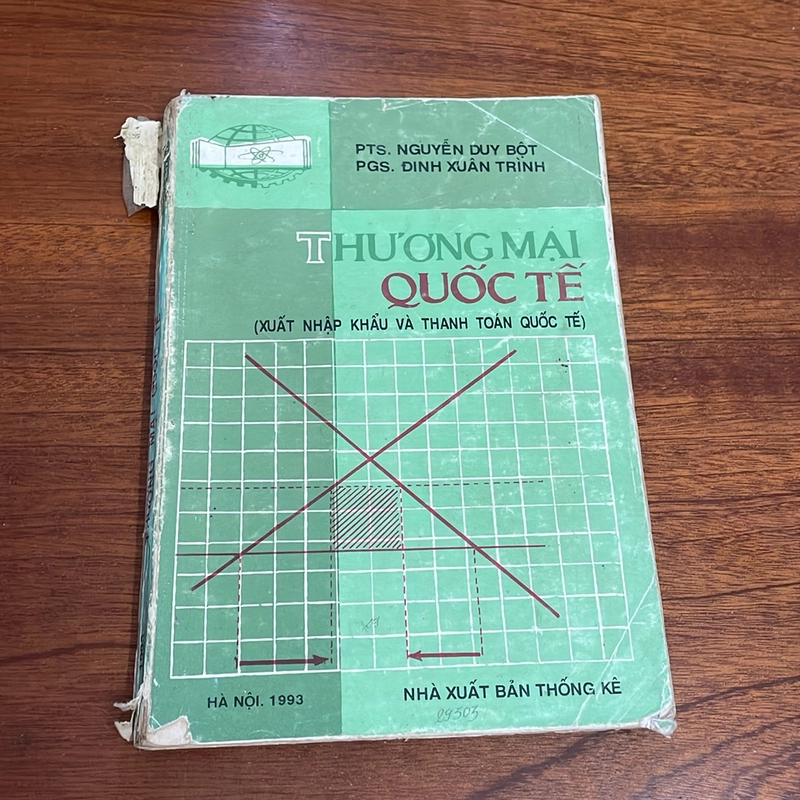 PTS. NGUYỄN DUY BỘT
PGS. ĐINH XUÂN TRÌNH
THƯƠNG MẠI
QUỐC TẾ
(XUẤT NHẬP KHẨU VÀ THANH TOÁN QUỐC TẾ)
HÀ NỘI. 1993
NHÀ XUẤT BẢN THỐNG KÊ
29303